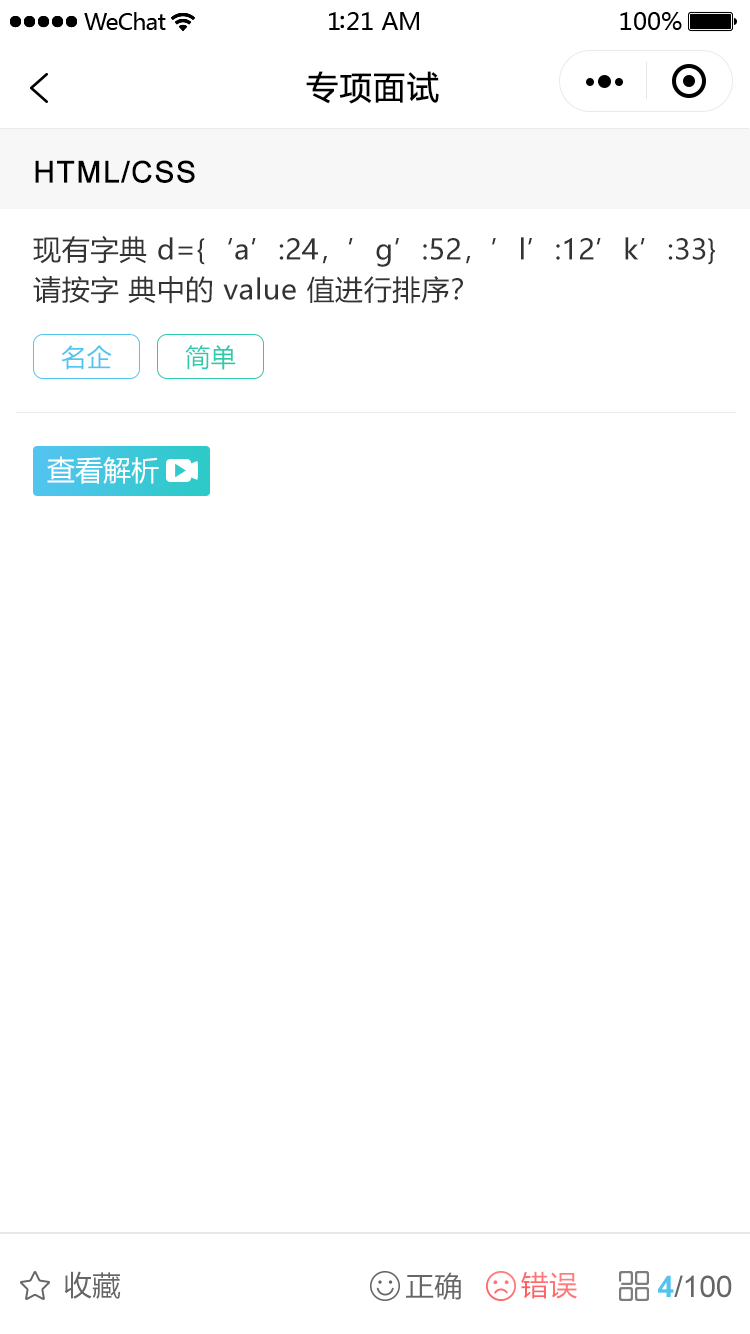 WeChat 1:21 AM 100%
专项面试
HTML/CSS
现有字典 d={‘a’:24，’g’:52，’l’:12’k’:33}
请按字 典中的 value 值进行排序?
名企 简单
查看解析
收藏 正确 错误 4/100